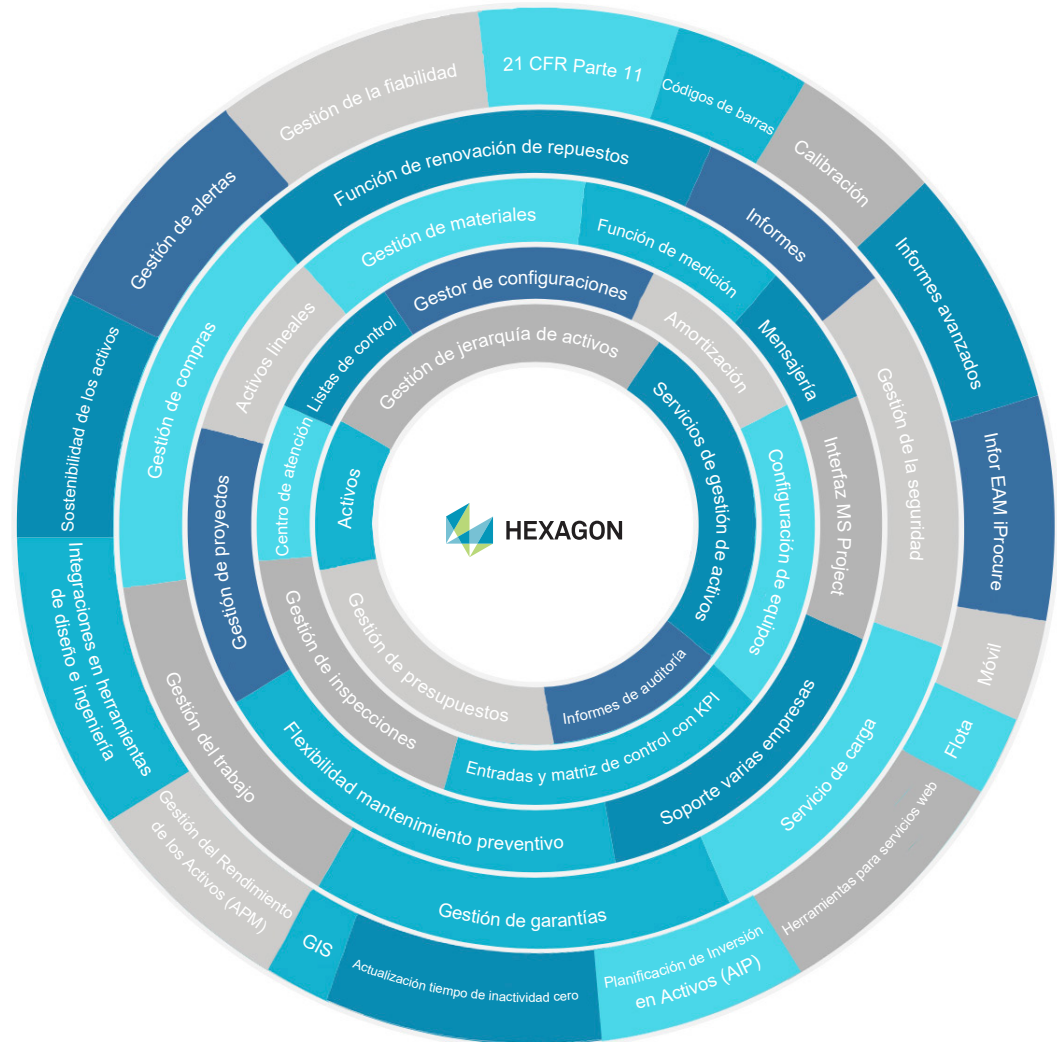 21 CFR Parte 11
Códigos de barras
Calibración
Informes avanzados
Infor EAM iProcure
Móvil
Flota
Herramientas para servicios web
Planificación de Inversión
en Activos (AIP)
Actualización tiempo de inactividad cero
GIS
Gestión del Rendimiento
de los Activos (APM)
Integraciones en herramientas
de diseño e ingeniería
Sostenibilidad de los activos
Gestión de alertas
Gestión de la fiabilidad
Función de renovación de repuestos
Informes
Gestión de la seguridad
Servicio de carga
Gestión de garantías
Gestión del trabajo
Gestión de compras
Gestión de materiales
Función de medición
Mensajería
Interfaz MS Project
Soporte varias empresas
Flexibilidad mantenimiento preventivo
Gestión de proyectos
Activos lineales
Gestor de configuraciones
Amortización
Configuración de equipos
Entradas y matriz de control con KPI
Gestión de inspecciones
Centro de atención
Listas de control
Gestión de jerarquía de activos
Servicios de gestión de activos
Informes de auditoría
Gestión de presupuestos
Activos
HEXAGON